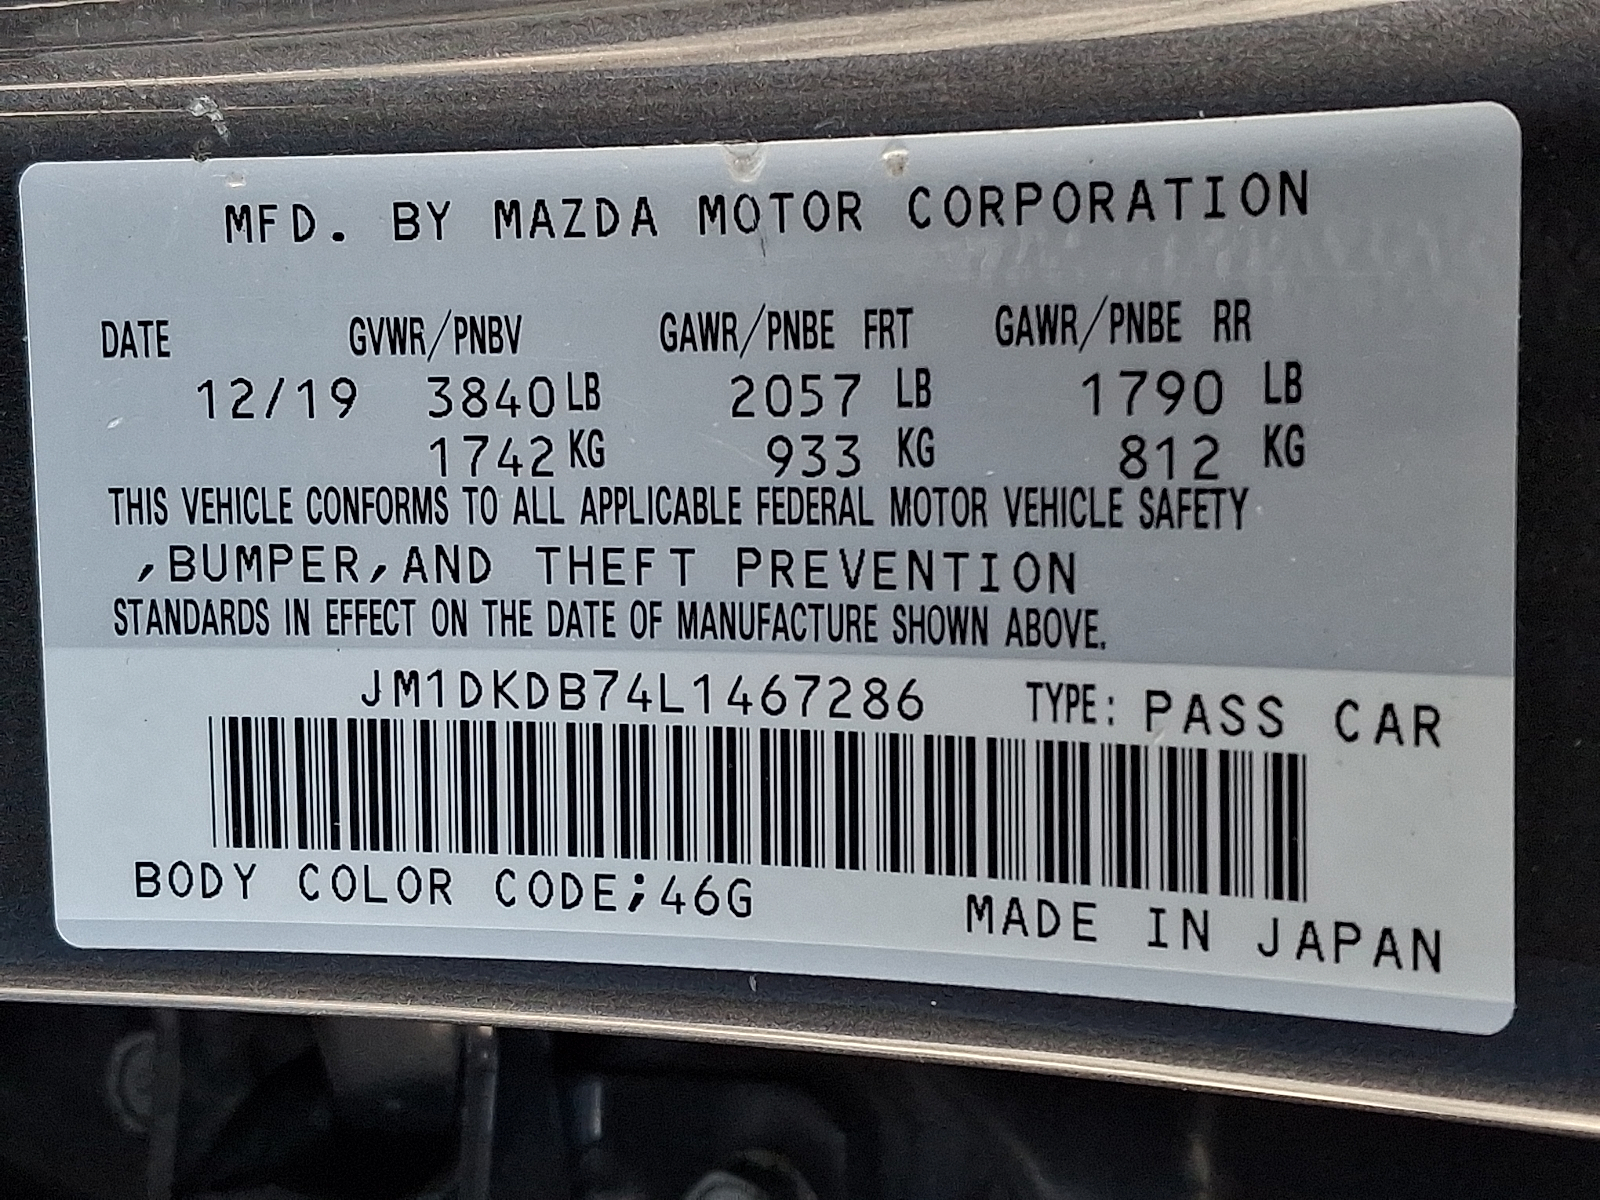 MFD. BY MAZDA MOTOR CORPORATION
DATE GVWR/PNBV GAWR/PNBE FRT GAWR/PNBE RR
12/19 3840 LB 2057 LB 1790 LB
1742 KG 933 KG 812 KG
THIS VEHICLE CONFORMS TO ALL APPLICABLE FEDERAL MOTOR VEHICLE SAFETY
,BUMPER,AND THEFT PREVENTION
STANDARDS IN EFFECT ON THE DATE OF MANUFACTURE SHOWN ABOVE.
JM1DKDB74L1467286 TYPE: PASS CAR
BODY COLOR CODE;46G MADE IN JAPAN